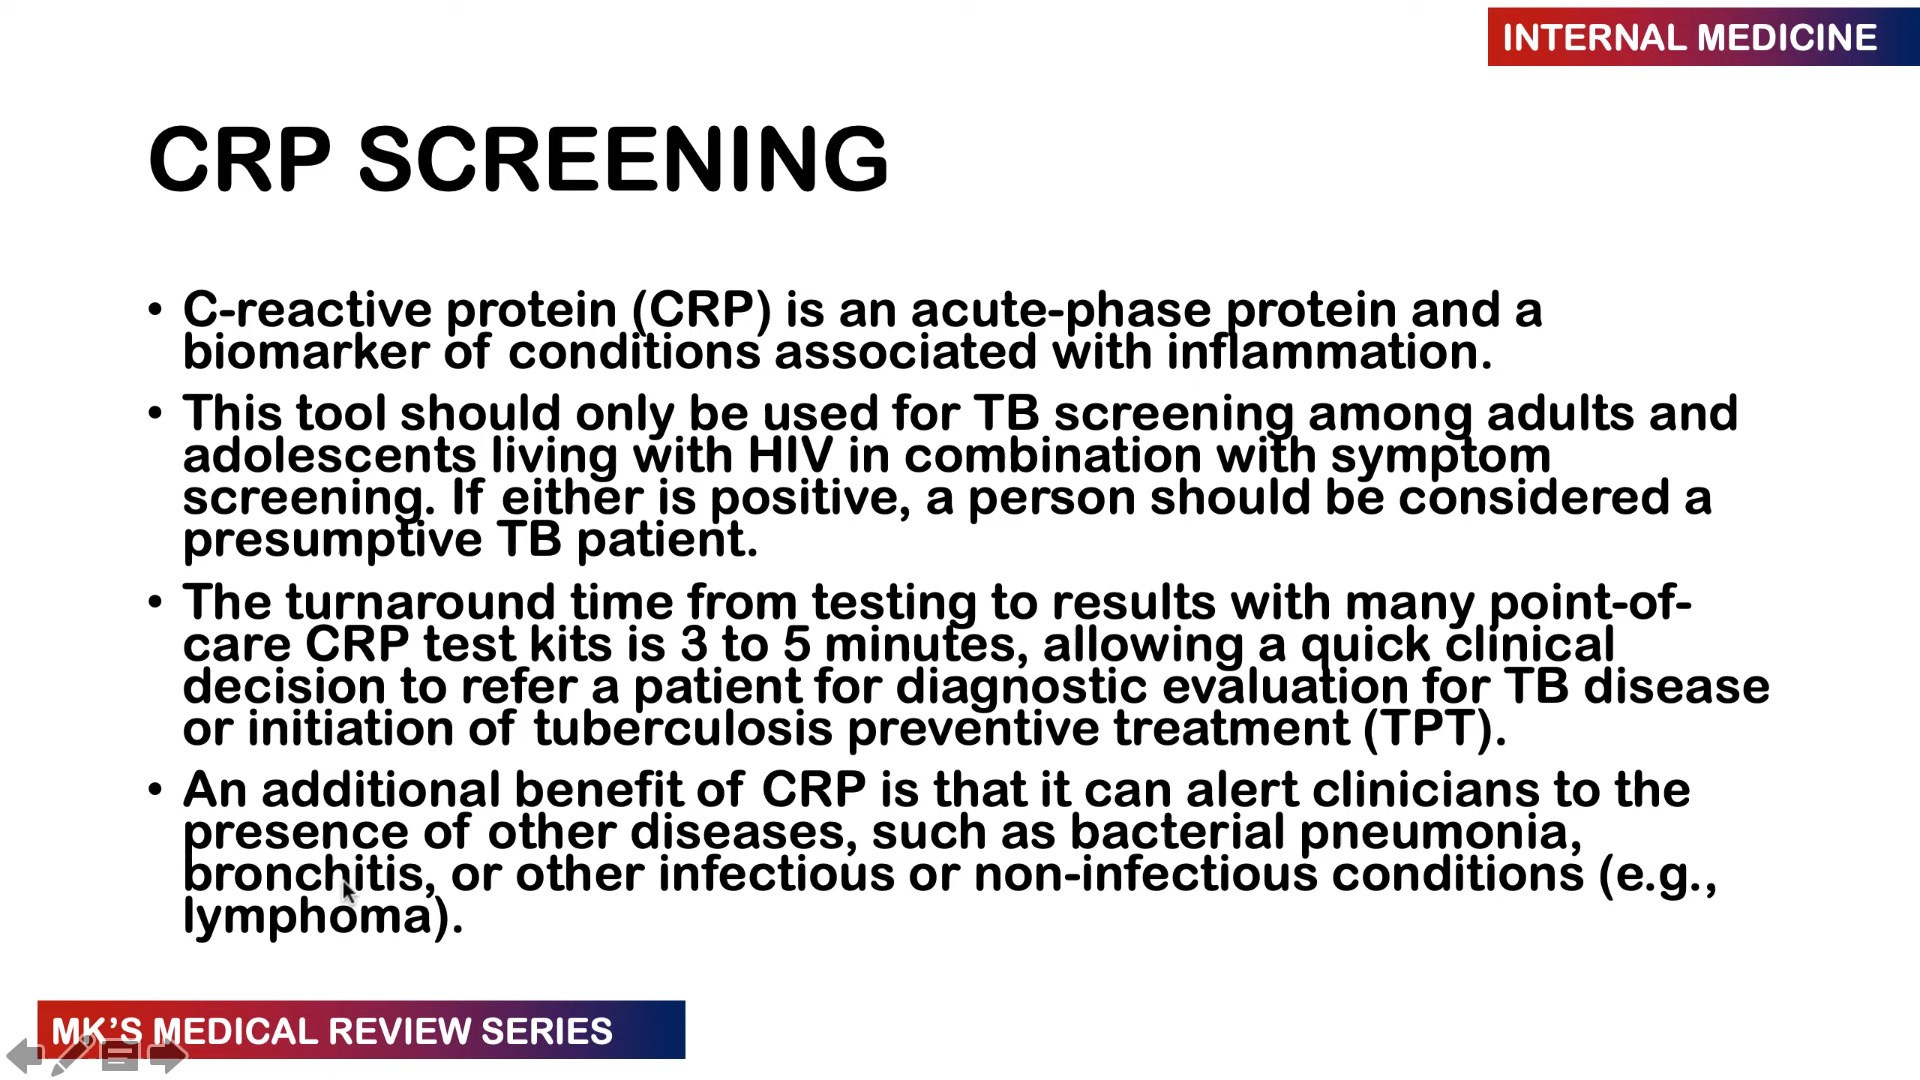 INTERNAL MEDICINE
CRP SCREENING
• C-reactive protein (CRP) is an acute-phase protein and a
biomarker of conditions associated with inflammation.
• This tool should only be used for TB screening among adults and
adolescents living with HIV in combination with symptom
screening. If either is positive, a person should be considered a
presumptive TB patient.
• The turnaround time from testing to results with many point-of-
care CRP test kits is 3 to 5 minutes, allowing a quick clinical
decision to refer a patient for diagnostic evaluation for TB disease
or initiation of tuberculosis preventive treatment (TPT).
• An additional benefit of CRP is that it can alert clinicians to the
presence of other diseases, such as bacterial pneumonia,
bronchitis, or other infectious or non-infectious conditions (e.g.,
lymphoma).
MK’S MEDICAL REVIEW SERIES